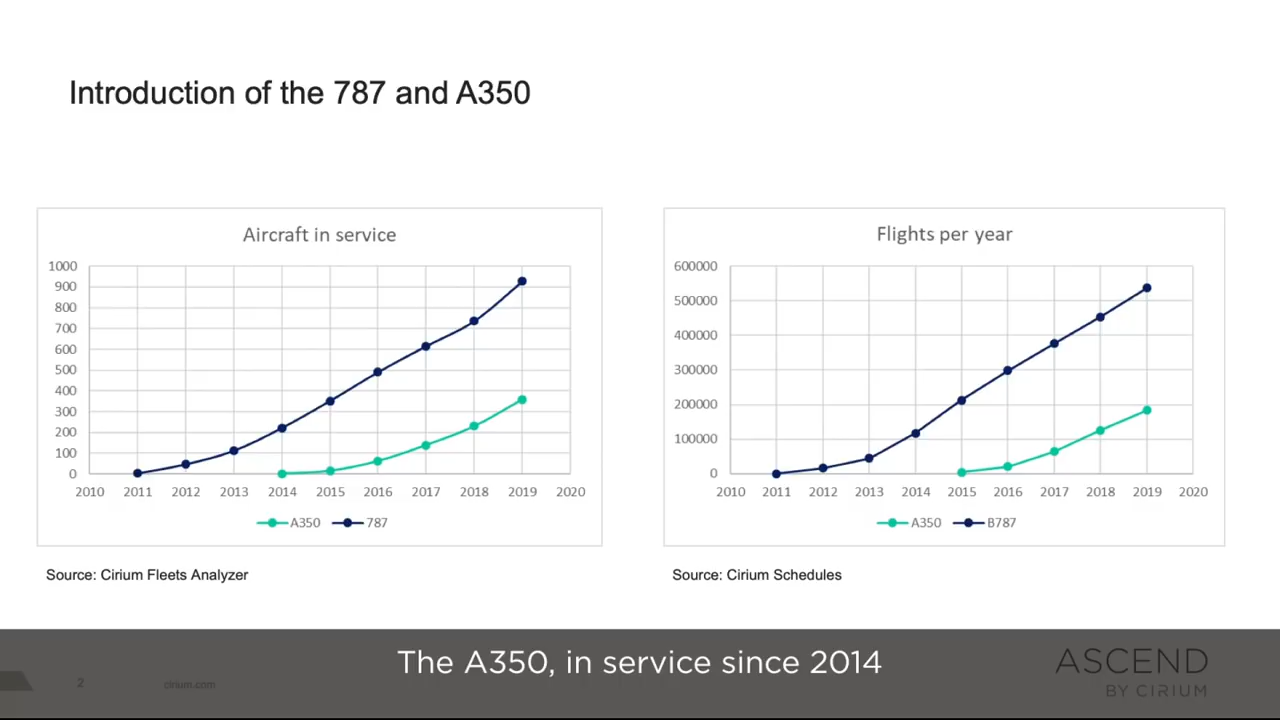 Introduction of the 787 and A350
Aircraft in service
1000
900
800
700
600
500
400
300
200
100
0
2010 2011 2012 2013 2014 2015 2016 2017 2018 2019 2020
A350 787
Source: Cirium Fleets Analyzer
Flights per year
600000
500000
400000
300000
200000
100000
0
2010 2011 2012 2013 2014 2015 2016 2017 2018 2019 2020
A350 B787
Source: Cirium Schedules
The A350, in service since 2014
2 cirium.com
ASCEND
BY CIRIUM